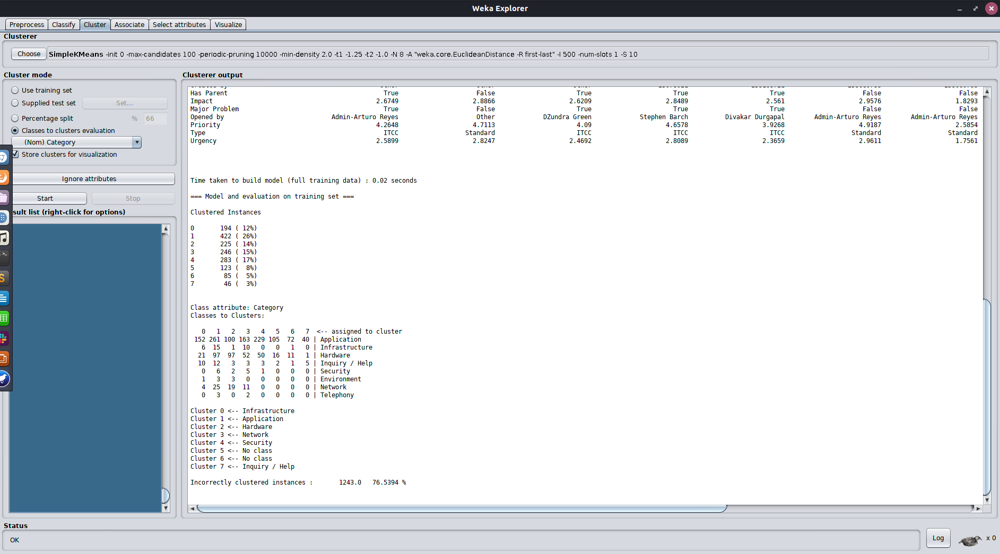 Weka Explorer
Preprocess Classify Cluster Associate Select attributes Visualize
Clusterer
Choose SimpleKMeans -init 0 -max-candidates 100 -periodic-pruning 10000 -min-density 2.0 -t1 -1.25 -t2 -1.0 -N 8 -A "weka.core.EuclideanDistance -R first-last" -I 500 -num-slots 1 -S 10
Cluster mode
Use training set
Supplied test set Set...
Percentage split % 66
Classes to clusters evaluation
(Nom) Category
Store clusters for visualization
Ignore attributes
Start Stop
sult list (right-click for options)
Clusterer output
Has Parent True False True True True False False
Impact 2.6749 2.8866 2.6209 2.8489 2.561 2.9576 1.8293
Major Problem True False True True True False False
Opened by Admin-Arturo Reyes Other DZundra Green Stephen Barch Divakar Durgapal Admin-Arturo Reyes Admin-Arturo Reyes
Priority 4.2648 4.7113 4.09 4.6578 3.9268 4.9187 2.5854
Type ITCC Standard ITCC ITCC ITCC Standard Standard
Urgency 2.5899 2.8247 2.4692 2.8089 2.3659 2.9611 1.7561
Time taken to build model (full training data) : 0.02 seconds
=== Model and evaluation on training set ===
Clustered Instances
0 194 ( 12%)
1 422 ( 26%)
2 225 ( 14%)
3 246 ( 15%)
4 283 ( 17%)
5 123 ( 8%)
6 85 ( 5%)
7 46 ( 3%)
Class attribute: Category
Classes to Clusters:
0 1 2 3 4 5 6 7 <-- assigned to cluster
152 261 100 163 229 105 72 40 | Application
6 15 1 10 0 0 1 0 | Infrastructure
21 97 97 52 50 16 11 1 | Hardware
10 12 3 3 3 2 1 5 | Inquiry / Help
0 6 2 5 1 0 0 0 | Security
1 3 3 0 0 0 0 0 | Environment
4 25 19 11 0 0 0 0 | Network
0 3 0 2 0 0 0 0 | Telephony
Cluster 0 <-- Infrastructure
Cluster 1 <-- Application
Cluster 2 <-- Hardware
Cluster 3 <-- Network
Cluster 4 <-- Security
Cluster 5 <-- No class
Cluster 6 <-- No class
Cluster 7 <-- Inquiry / Help
Incorrectly clustered instances : 1243.0 76.5394 %
Status
OK
Log
x 0